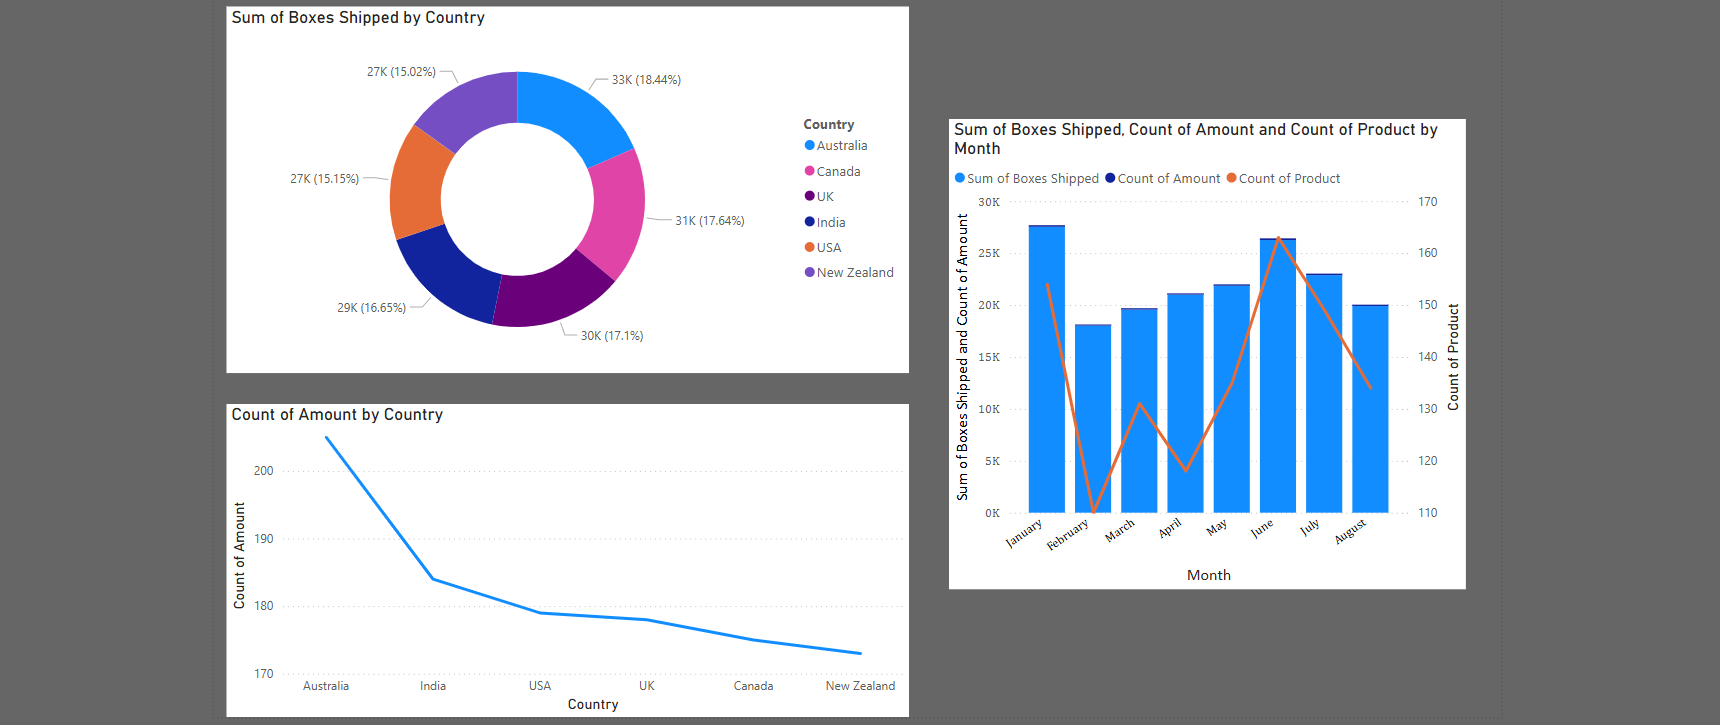 Sum of Boxes Shipped by Country
27K (15.02%)
33K (18.44%)
27K (15.15%)
31K (17.64%)
29K (16.65%)
30K (17.1%)
Country
Australia
Canada
UK
India
USA
New Zealand
Count of Amount by Country
Count of Amount
200
190
180
170
Australia India USA UK Canada New Zealand
Country
Sum of Boxes Shipped, Count of Amount and Count of Product by
Month
Sum of Boxes Shipped Count of Amount Count of Product
Sum of Boxes Shipped and Count of Amount
30K
25K
20K
15K
10K
5K
0K
170
160
150
140
130
120
110
Count of Product
January February March April May June July August
Month